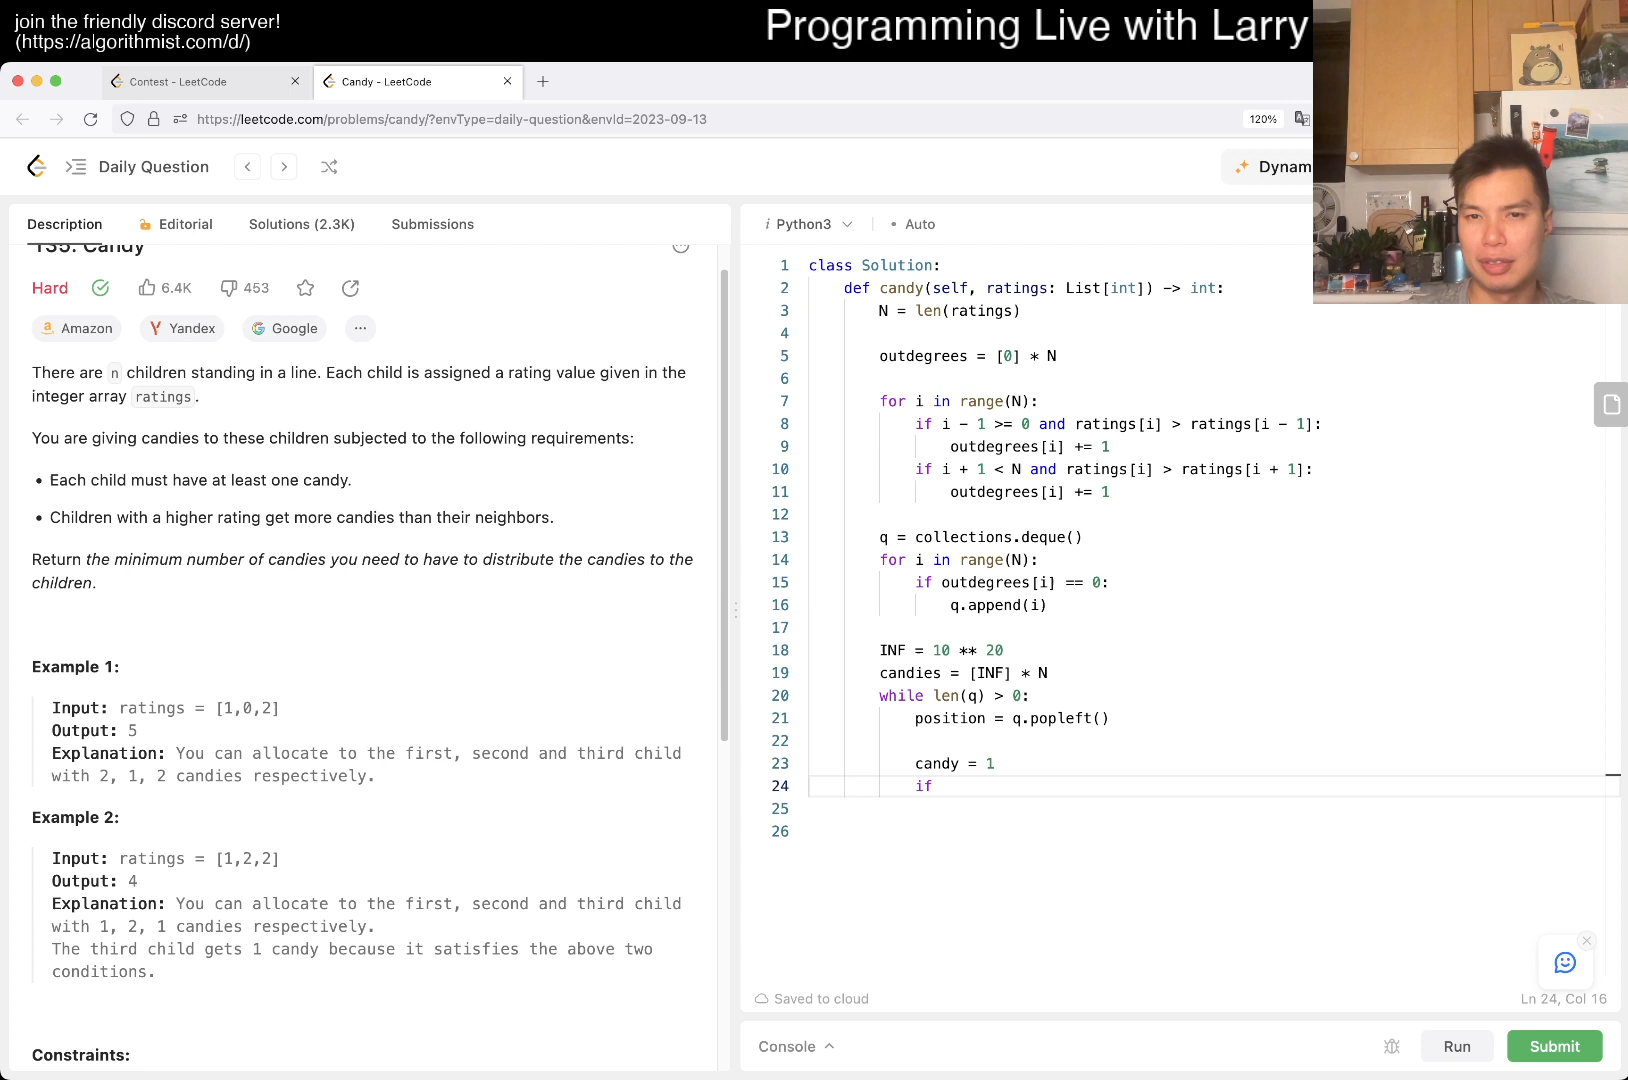 join the friendly discord server!
(https://algorithmist.com/d/)
Programming Live with Larry
Contest - LeetCode
Candy - LeetCode
https://leetcode.com/problems/candy/?envType=daily-question&envId=2023-09-13
120%
Daily Question
Dynam
Description
Editorial
Solutions (2.3K)
Submissions
135. Candy
Hard
6.4K
453
Amazon
Yandex
Google
...
There are n children standing in a line. Each child is assigned a rating value given in the
integer array ratings.
You are giving candies to these children subjected to the following requirements:
• Each child must have at least one candy.
• Children with a higher rating get more candies than their neighbors.
Return the minimum number of candies you need to have to distribute the candies to the
children.
Example 1:
Input: ratings = [1,0,2]
Output: 5
Explanation: You can allocate to the first, second and third child
with 2, 1, 2 candies respectively.
Example 2:
Input: ratings = [1,2,2]
Output: 4
Explanation: You can allocate to the first, second and third child
with 1, 2, 1 candies respectively.
The third child gets 1 candy because it satisfies the above two
conditions.
Constraints:
i Python3
• Auto
1 class Solution:
2 def candy(self, ratings: List[int]) -> int:
3 N = len(ratings)
4
5 outdegrees = [0] * N
6
7 for i in range(N):
8 if i - 1 >= 0 and ratings[i] > ratings[i - 1]:
9 outdegrees[i] += 1
10 if i + 1 < N and ratings[i] > ratings[i + 1]:
11 outdegrees[i] += 1
12
13 q = collections.deque()
14 for i in range(N):
15 if outdegrees[i] == 0:
16 q.append(i)
17
18 INF = 10 ** 20
19 candies = [INF] * N
20 while len(q) > 0:
21 position = q.popleft()
22
23 candy = 1
24 if
25
26
Saved to cloud
Ln 24, Col 16
Console
Run
Submit